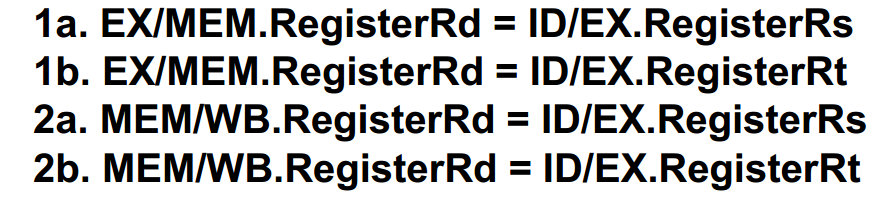 1a. EX/MEM.RegisterRd = ID/EX.RegisterRs
1b. EX/MEM.RegisterRd = ID/EX.RegisterRt
2a. MEM/WB.RegisterRd = ID/EX.RegisterRs
2b. MEM/WB.RegisterRd = ID/EX.RegisterRt